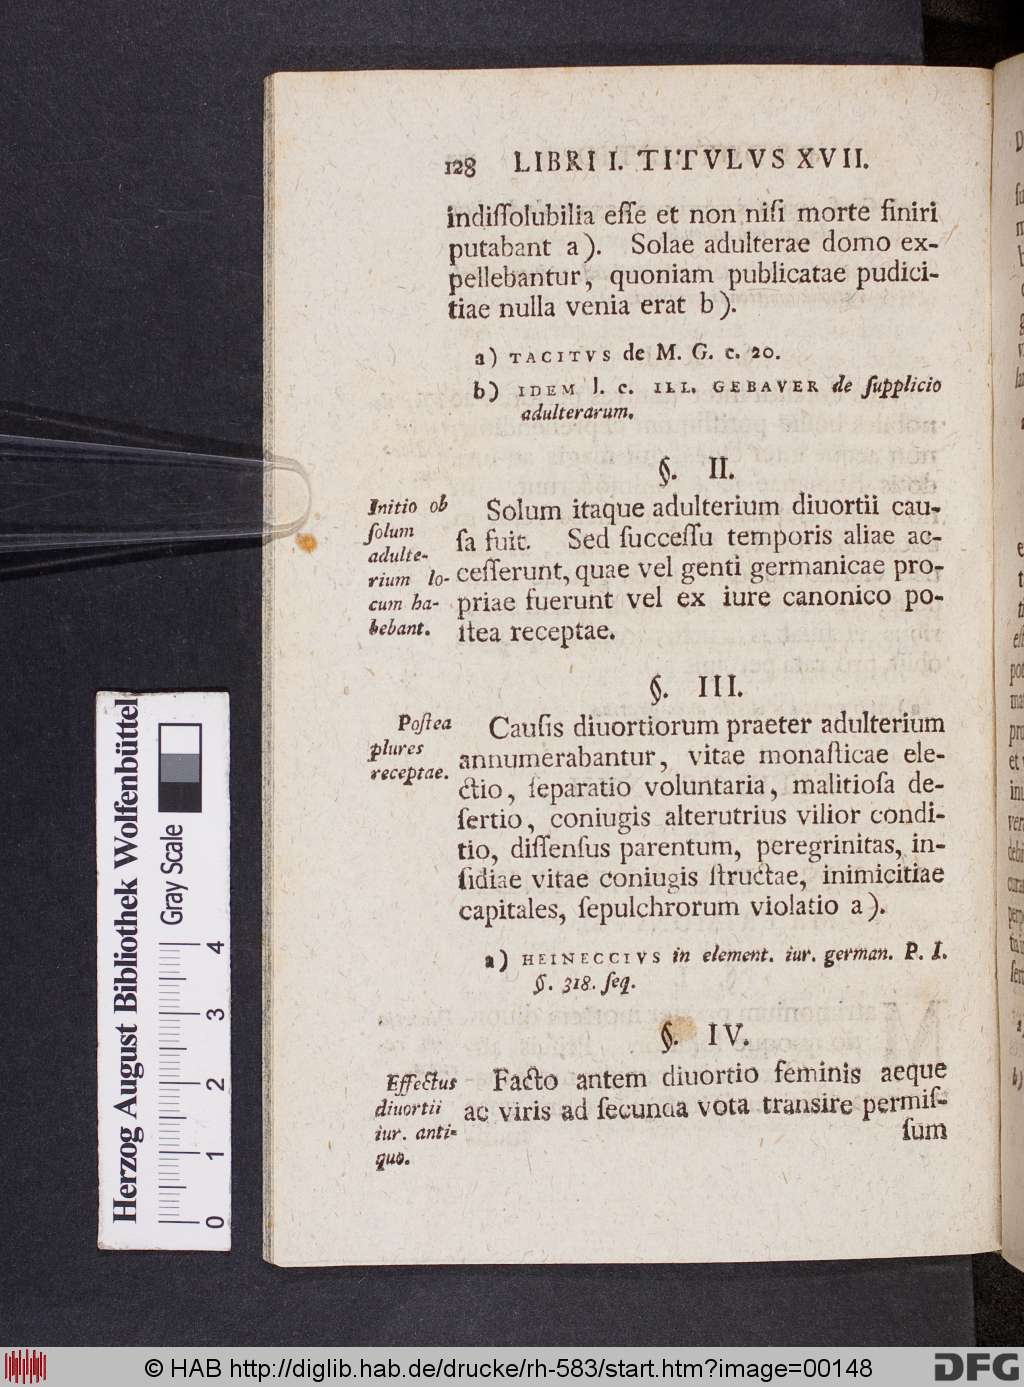 128 LIBRI I. TITVLVS XVII.
indiſſolubilia eſſe et non niſi morte finiri
putabant a). Solae adulterae domo ex-
pellebantur, quoniam publicatae pudici-
tiae nulla venia erat b).
a) TACITVS de M. G. c. 20.
b) IDEM l. c. ILL. GEBAVER de ſupplicio
adulterarum.
§. II.
Initio ob
ſolum
adulte-
rium lo-
cum ha-
bebant.
Solum itaque adulterium diuortii cau-
ſa fuit. Sed ſucceſſu temporis aliae ac-
ceſſerunt, quae vel genti germanicae pro-
priae fuerunt vel ex iure canonico po-
ſtea receptae.
§. III.
Poſtea
plures
receptae.
Cauſis diuortiorum praeter adulterium
annumerabantur, vitae monaſticae ele-
ctio, ſeparatio voluntaria, malitioſa de-
ſertio, coniugis alterutrius vilior condi-
tio, diſſenſus parentum, peregrinitas, in-
ſidiae vitae coniugis ſtructae, inimicitiae
capitales, ſepulchrorum violatio a).
a) HEINECCIVS in element. iur. german. P. I.
§. 318. ſeq.
§. IV.
Effectus
diuortii
iur. anti-
quo.
Facto antem diuortio feminis aeque
ac viris ad ſecunda vota transire permiſ-
ſum
Herzog August Bibliothek Wolfenbüttel
Gray Scale
0 1 2 3 4
© HAB http://diglib.hab.de/drucke/rh-583/start.htm?image=00148
DFG